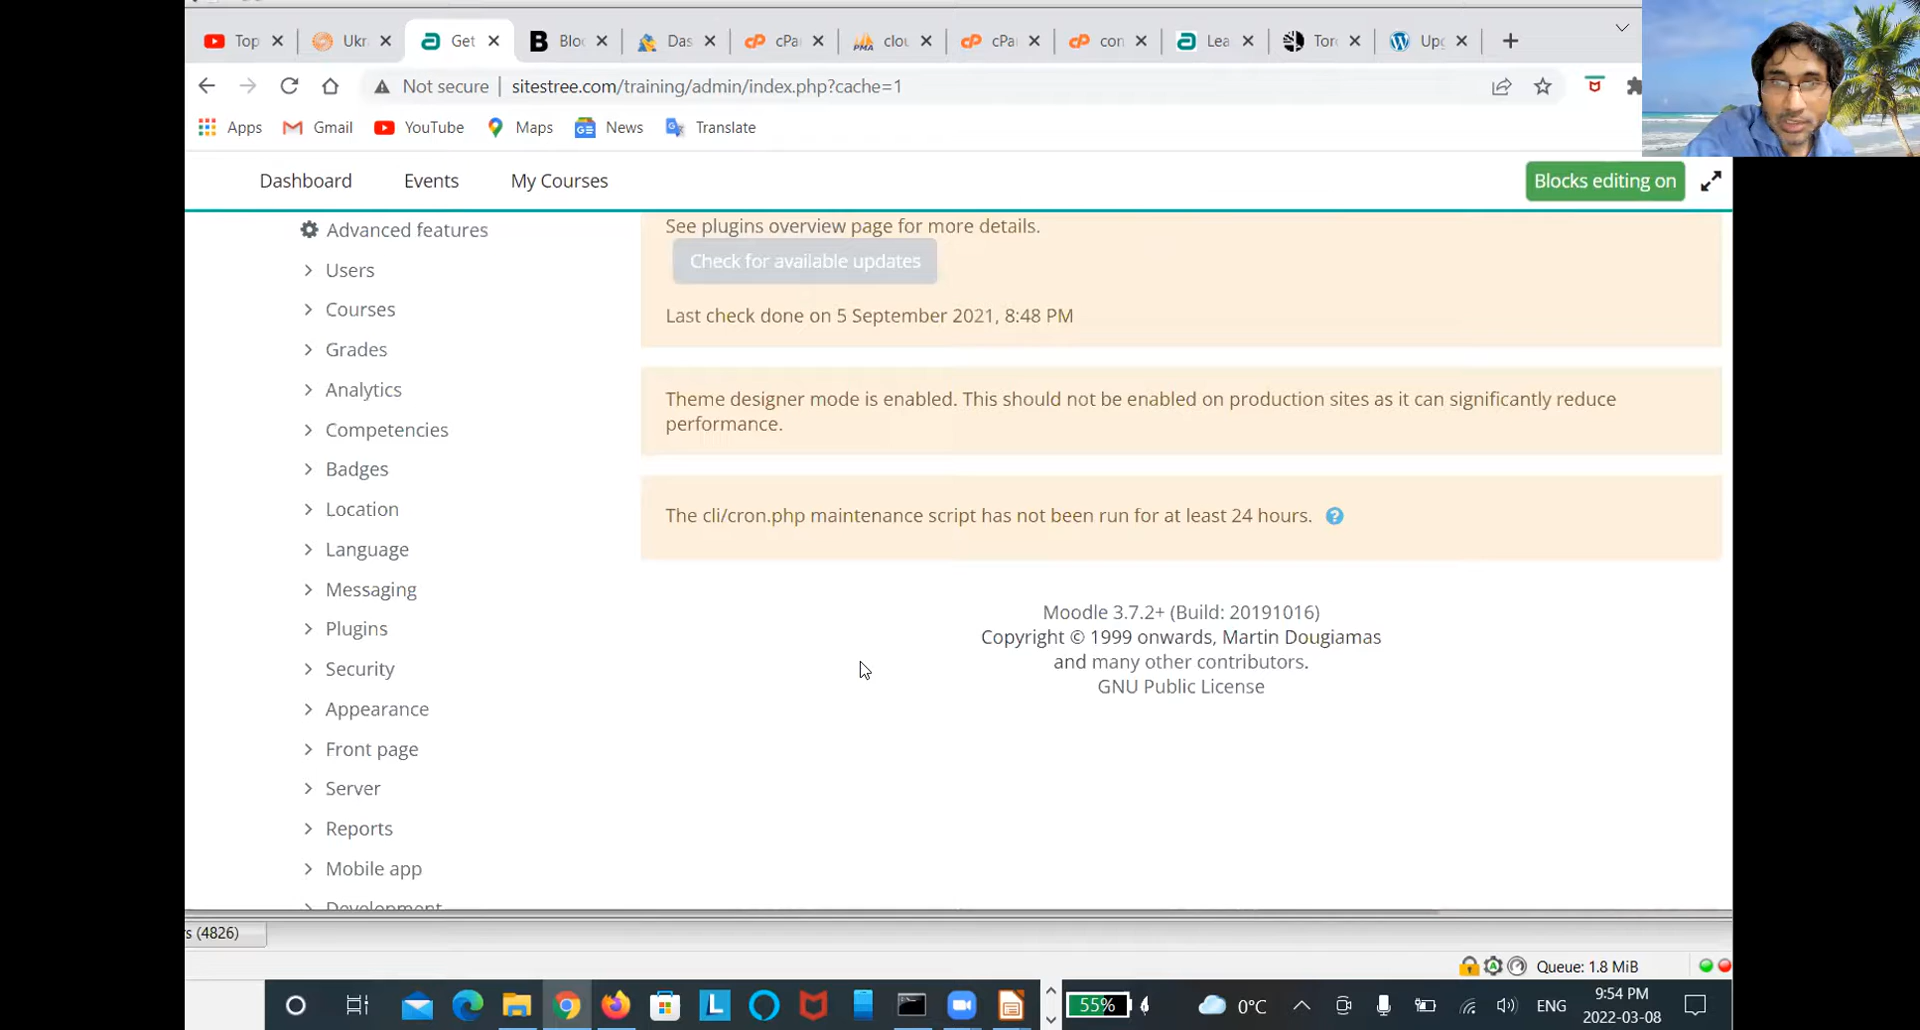 Top
Ukr
Get
Blo
Das
cPa
clou
cPa
con
Lea
Tor
Upg
Not secure
sitestree.com/training/admin/index.php?cache=1
Apps
Gmail
YouTube
Maps
News
Translate
Dashboard
Events
My Courses
Blocks editing on
Advanced features
Users
Courses
Grades
Analytics
Competencies
Badges
Location
Language
Messaging
Plugins
Security
Appearance
Front page
Server
Reports
Mobile app
Development
See plugins overview page for more details.
Check for available updates
Last check done on 5 September 2021, 8:48 PM
Theme designer mode is enabled. This should not be enabled on production sites as it can significantly reduce
performance.
The cli/cron.php maintenance script has not been run for at least 24 hours.
Moodle 3.7.2+ (Build: 20191016)
Copyright © 1999 onwards, Martin Dougiamas
and many other contributors.
GNU Public License
s (4826)
Queue: 1.8 MiB
55%
0°C
ENG
9:54 PM
2022-03-08